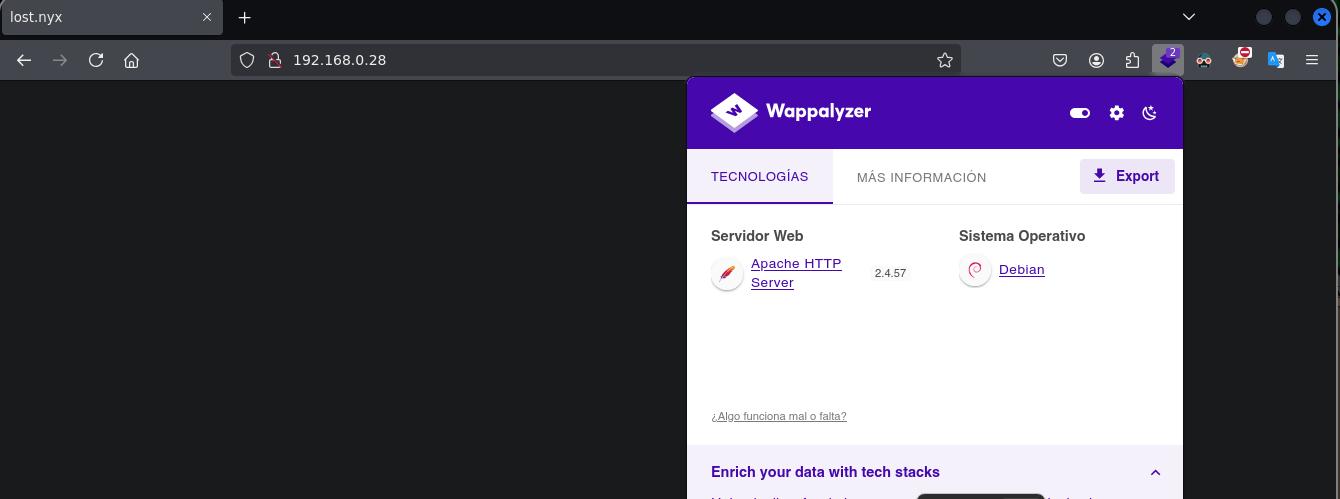 lost.nyx
192.168.0.28
2
Wappalyzer
TECNOLOGÍAS
MÁS INFORMACIÓN
Export
Servidor Web
Sistema Operativo
Apache HTTP
Server
2.4.57
Debian
¿Algo funciona mal o falta?
Enrich your data with tech stacks